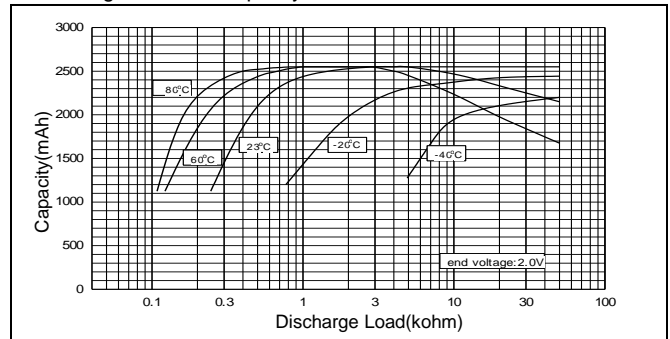 3000
2500
2000
1500
1000
500
0
Capacity(mAh)
80°C
60°C
23°C
-20°C
-40°C
end voltage:2.0V
0.1 0.3 1 3 10 30 100
Discharge Load(kohm)